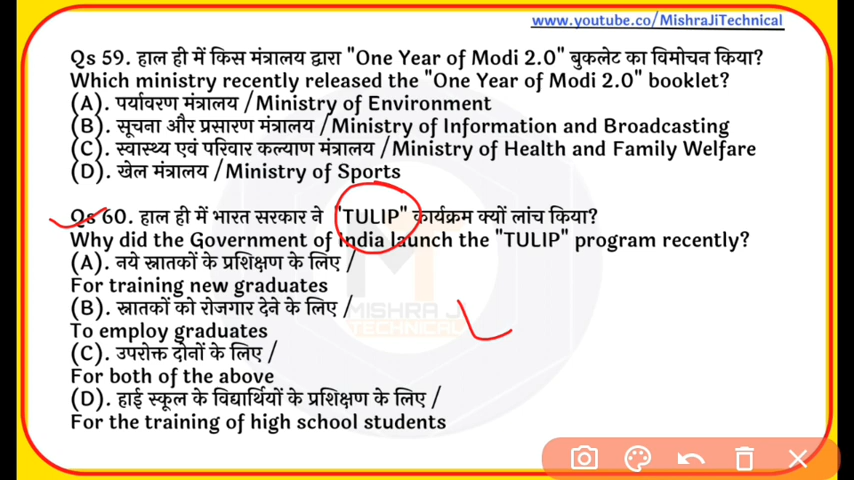 www.youtube.co/MishraJiTechnical
Qs 59. हाल ही में किस मंत्रालय द्वारा "One Year of Modi 2.0" बुकलेट का विमोचन किया?
Which ministry recently released the "One Year of Modi 2.0" booklet?
(A). पर्यावरण मंत्रालय /Ministry of Environment
(B). सूचना और प्रसारण मंत्रालय /Ministry of Information and Broadcasting
(C). स्वास्थ्य एवं परिवार कल्याण मंत्रालय /Ministry of Health and Family Welfare
(D). खेल मंत्रालय /Ministry of Sports
Qs 60. हाल ही में भारत सरकार ने "TULIP" कार्यक्रम क्यों लांच किया?
Why did the Government of India launch the "TULIP" program recently?
(A). नये स्नातकों के प्रशिक्षण के लिए /
For training new graduates
(B). स्नातकों को रोजगार देने के लिए /
To employ graduates
(C). उपरोक्त दोनों के लिए /
For both of the above
(D). हाई स्कूल के विद्यार्थियों के प्रशिक्षण के लिए /
For the training of high school students
MISHRA JI
TECHNICAL